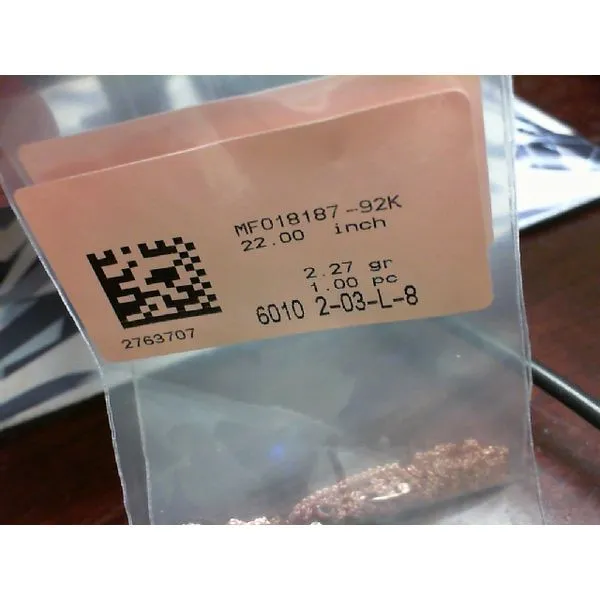 MF018187-92K
22.00 inch
2.27 gr
1.00 pc
6010 2-03-L-8
2763707